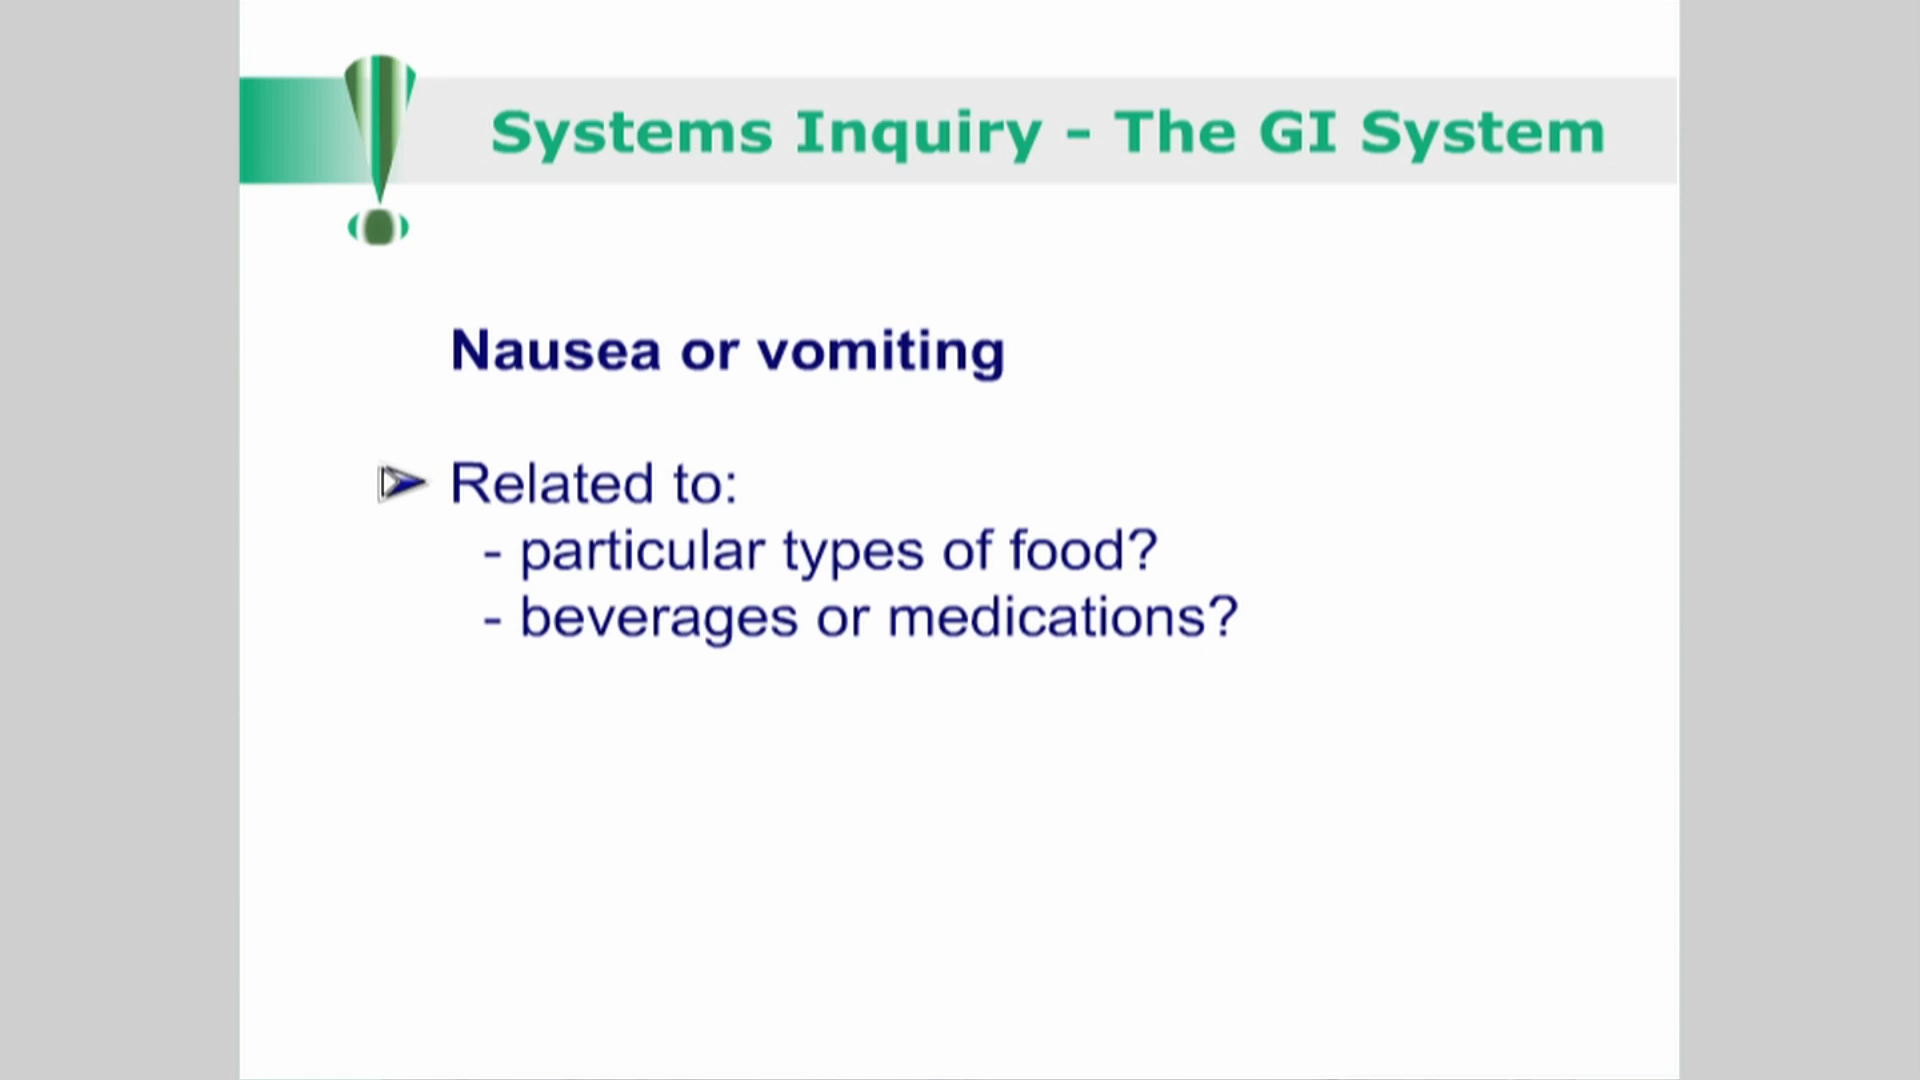 Systems Inquiry - The GI System
Nausea or vomiting
Related to:
- particular types of food?
- beverages or medications?